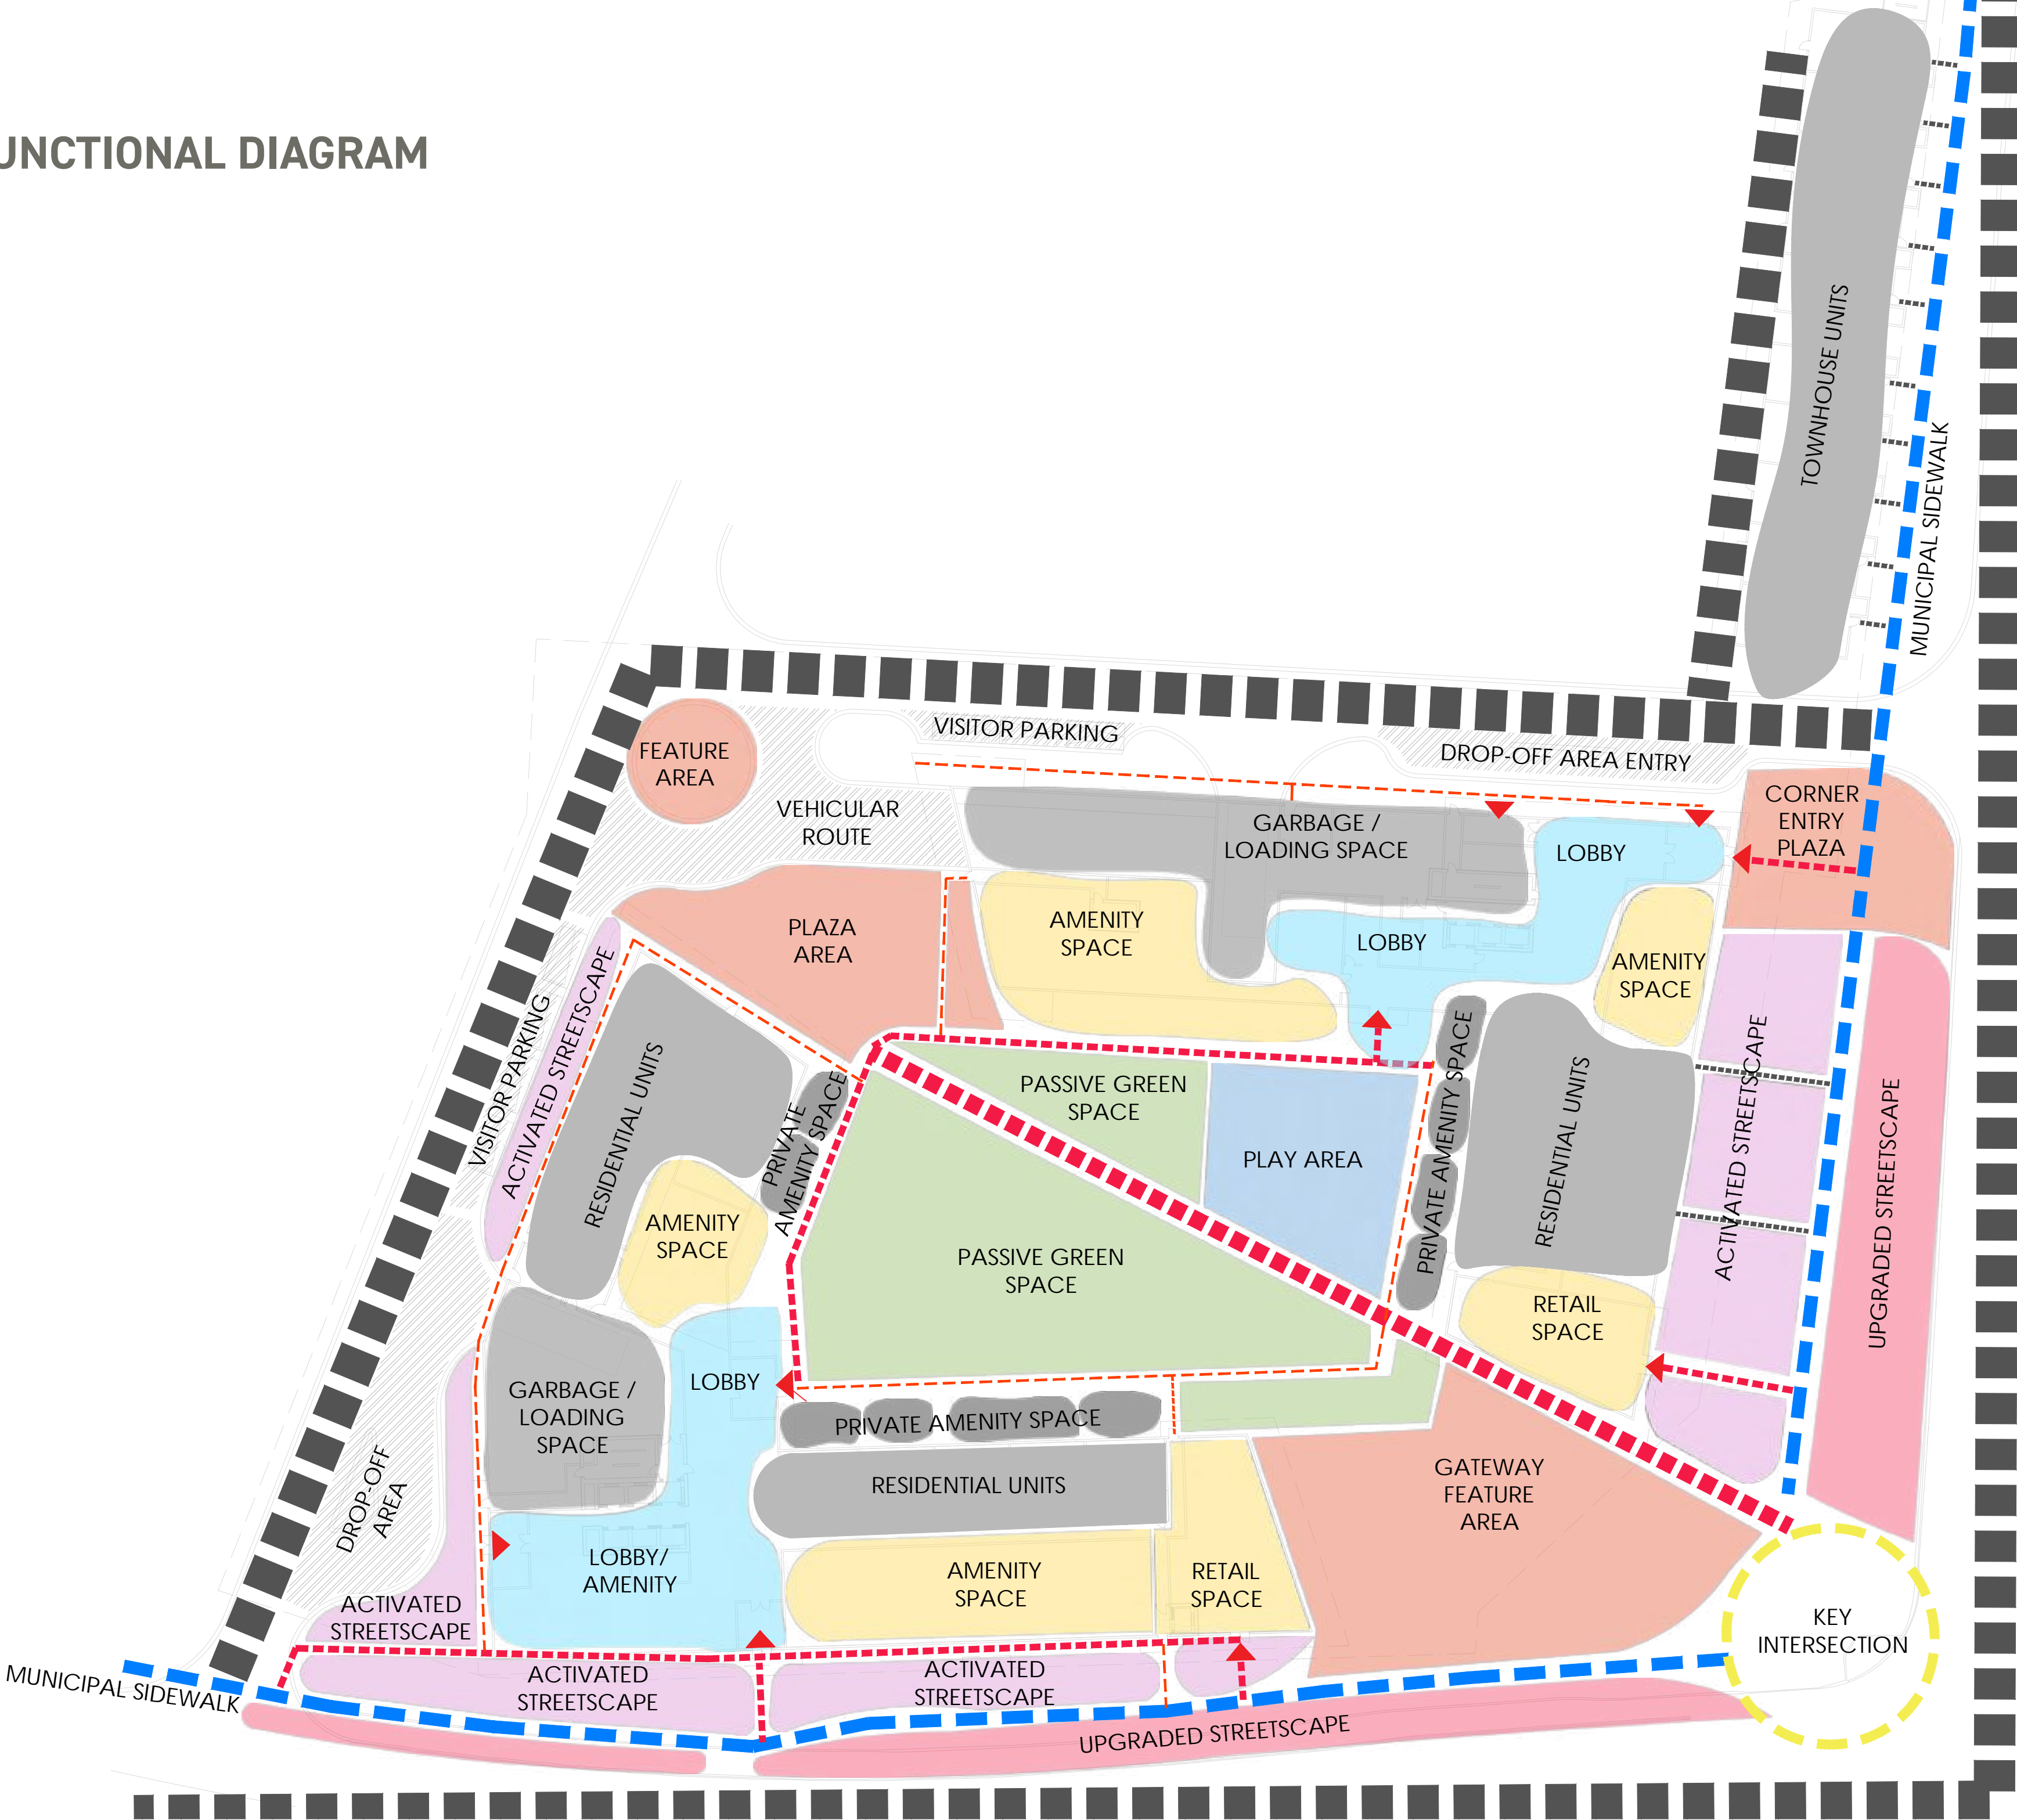 UNCTIONAL DIAGRAM
TOWNHOUSE UNITS
MUNICIPAL SIDEWALK
VISITOR PARKING
DROP-OFF AREA ENTRY
FEATURE
AREA
VEHICULAR
ROUTE
CORNER
ENTRY
PLAZA
GARBAGE /
LOADING SPACE
LOBBY
PLAZA
AREA
AMENITY
SPACE
LOBBY
AMENITY
SPACE
VISITOR PARKING
ACTIVATED STREETSCAPE
RESIDENTIAL UNITS
PRIVATE
AMENITY SPACE
PASSIVE GREEN
SPACE
PLAY AREA
PRIVATE AMENITY SPACE
RESIDENTIAL UNITS
ACTIVATED STREETSCAPE
UPGRADED STREETSCAPE
AMENITY
SPACE
PASSIVE GREEN
SPACE
RETAIL
SPACE
GARBAGE /
LOADING
SPACE
LOBBY
PRIVATE AMENITY SPACE
RESIDENTIAL UNITS
GATEWAY
FEATURE
AREA
DROP-OFF
AREA
LOBBY/
AMENITY
AMENITY
SPACE
RETAIL
SPACE
ACTIVATED
STREETSCAPE
KEY
INTERSECTION
MUNICIPAL SIDEWALK
ACTIVATED
STREETSCAPE
ACTIVATED
STREETSCAPE
UPGRADED STREETSCAPE